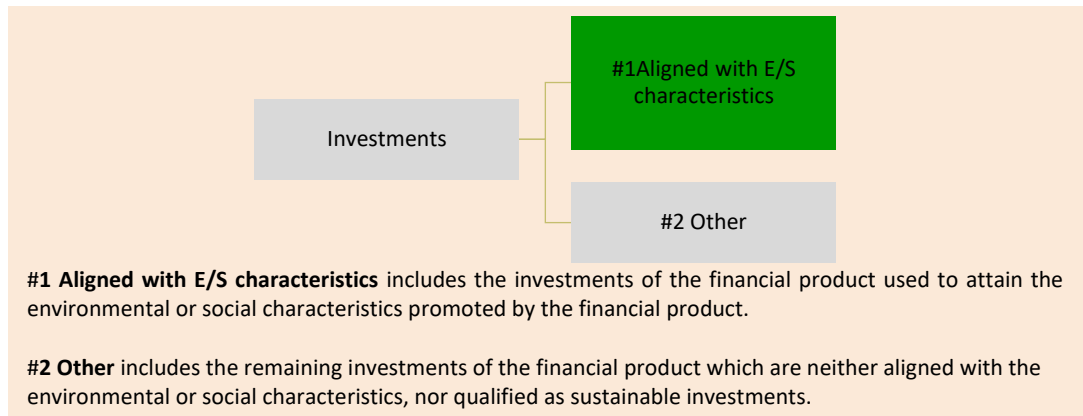 #1Aligned with E/S
characteristics
Investments
#2 Other
#1 Aligned with E/S characteristics includes the investments of the financial product used to attain the
environmental or social characteristics promoted by the financial product.
#2 Other includes the remaining investments of the financial product which are neither aligned with the
environmental or social characteristics, nor qualified as sustainable investments.